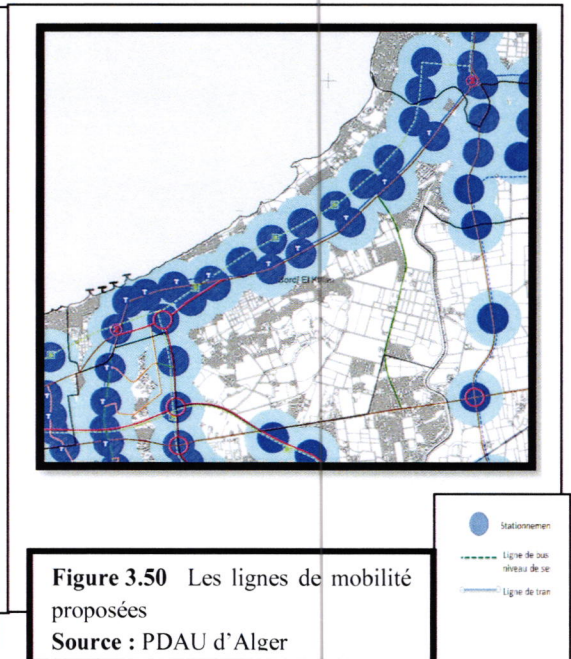 Bordj El Kiffan
Stationnemen
Ligne de bus
niveau de se
Ligne de tran
Figure 3.50 Les lignes de mobilité
proposées
Source : PDAU d'Alger